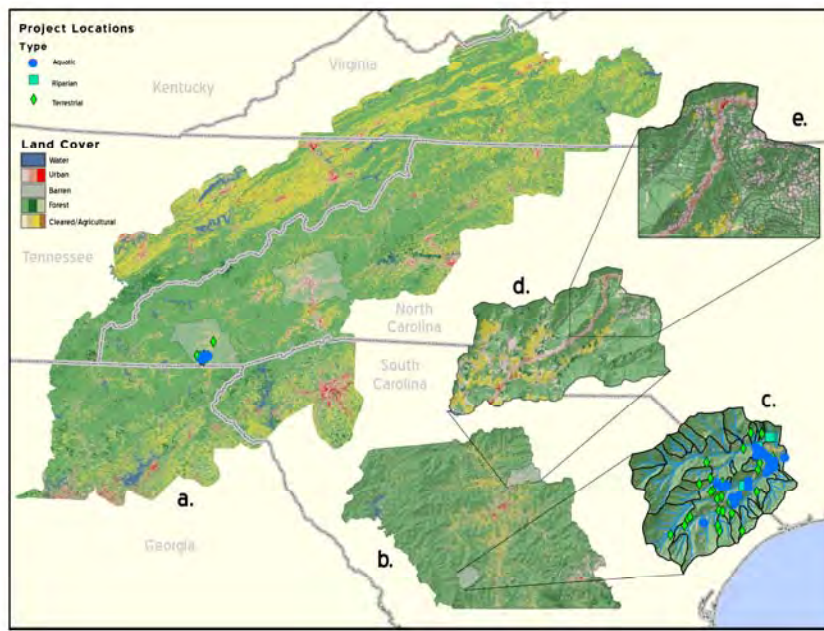 Project Locations
Type
Aquatic
Riparian
Terrestrial
Land Cover
Water
Urban
Barren
Forest
Cleared/Agricultural
Kentucky
Virginia
Tennessee
North
Carolina
South
Carolina
Georgia
a.
b.
c.
d.
e.